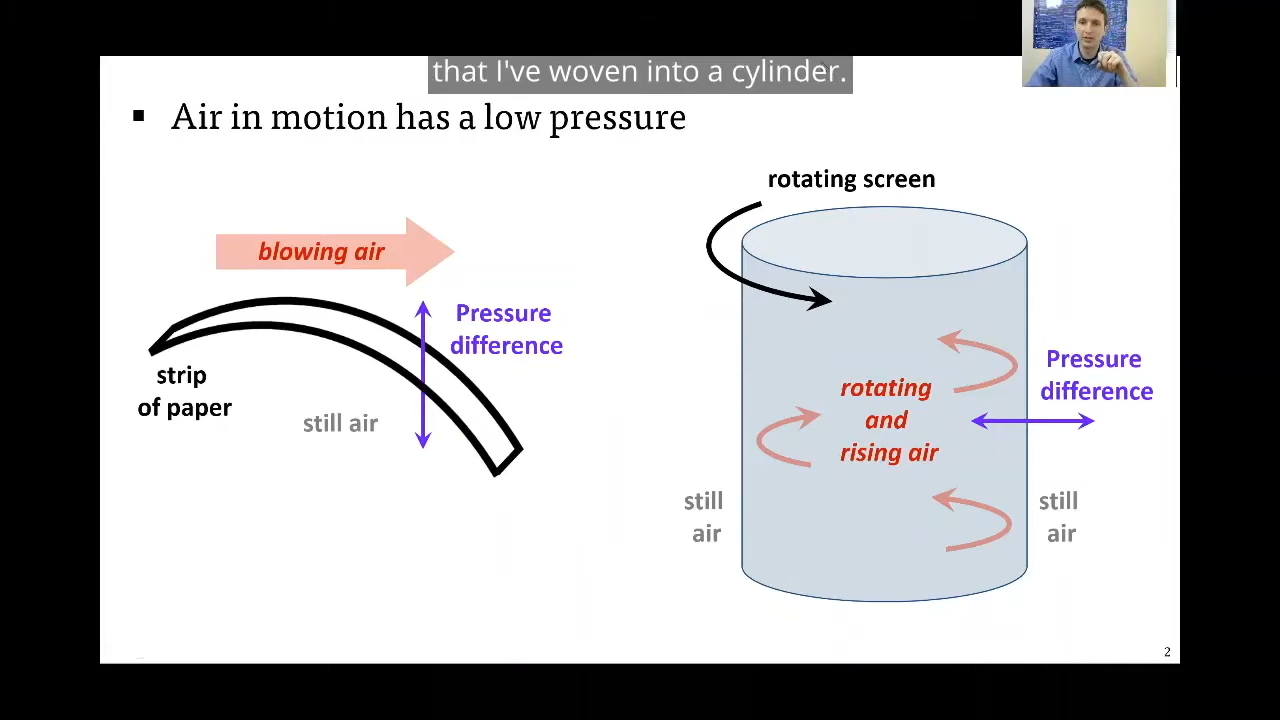 that I've woven into a cylinder.
▪ Air in motion has a low pressure
blowing air
Pressure
difference
strip
of paper
still air
rotating screen
rotating
and
rising air
Pressure
difference
still
air
still
air
2